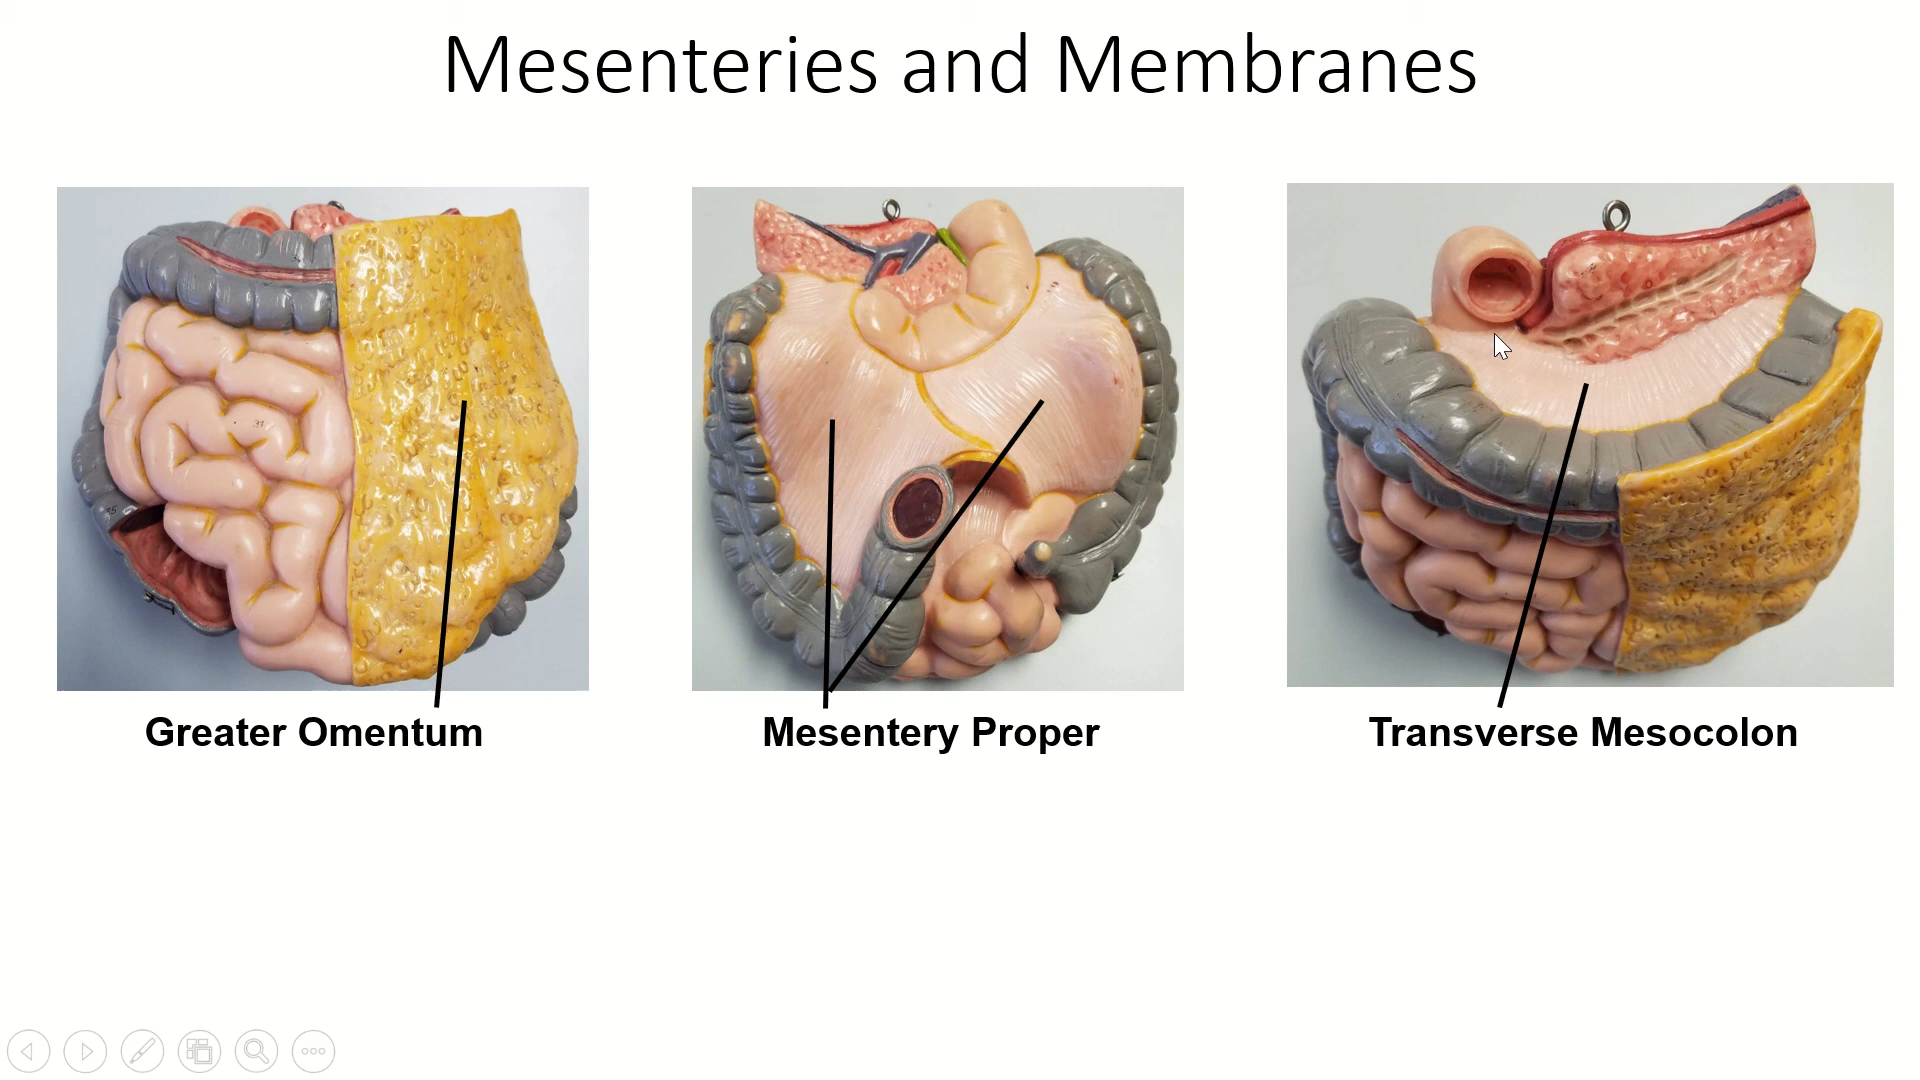 Mesenteries and Membranes
Greater Omentum
Mesentery Proper
Transverse Mesocolon